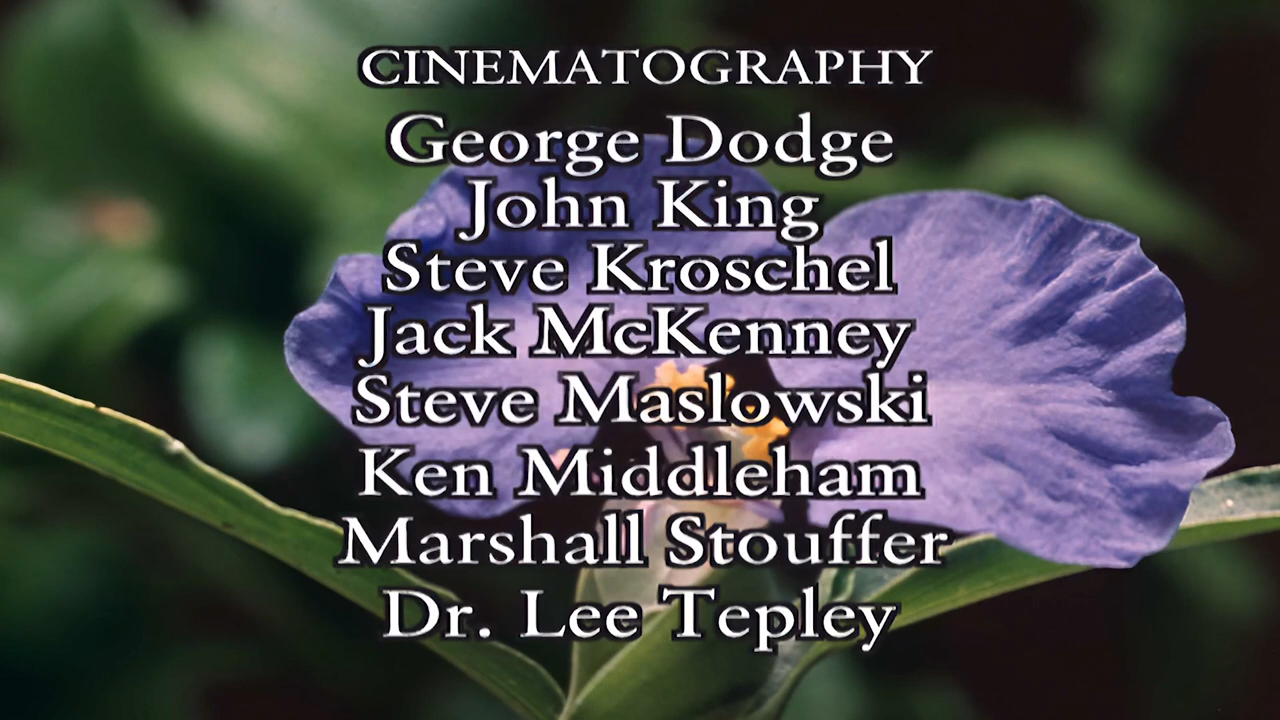 CINEMATOGRAPHY
George Dodge
John King
Steve Kroschel
Jack McKenney
Steve Maslowski
Ken Middleham
Marshall Stouffer
Dr. Lee Tepley